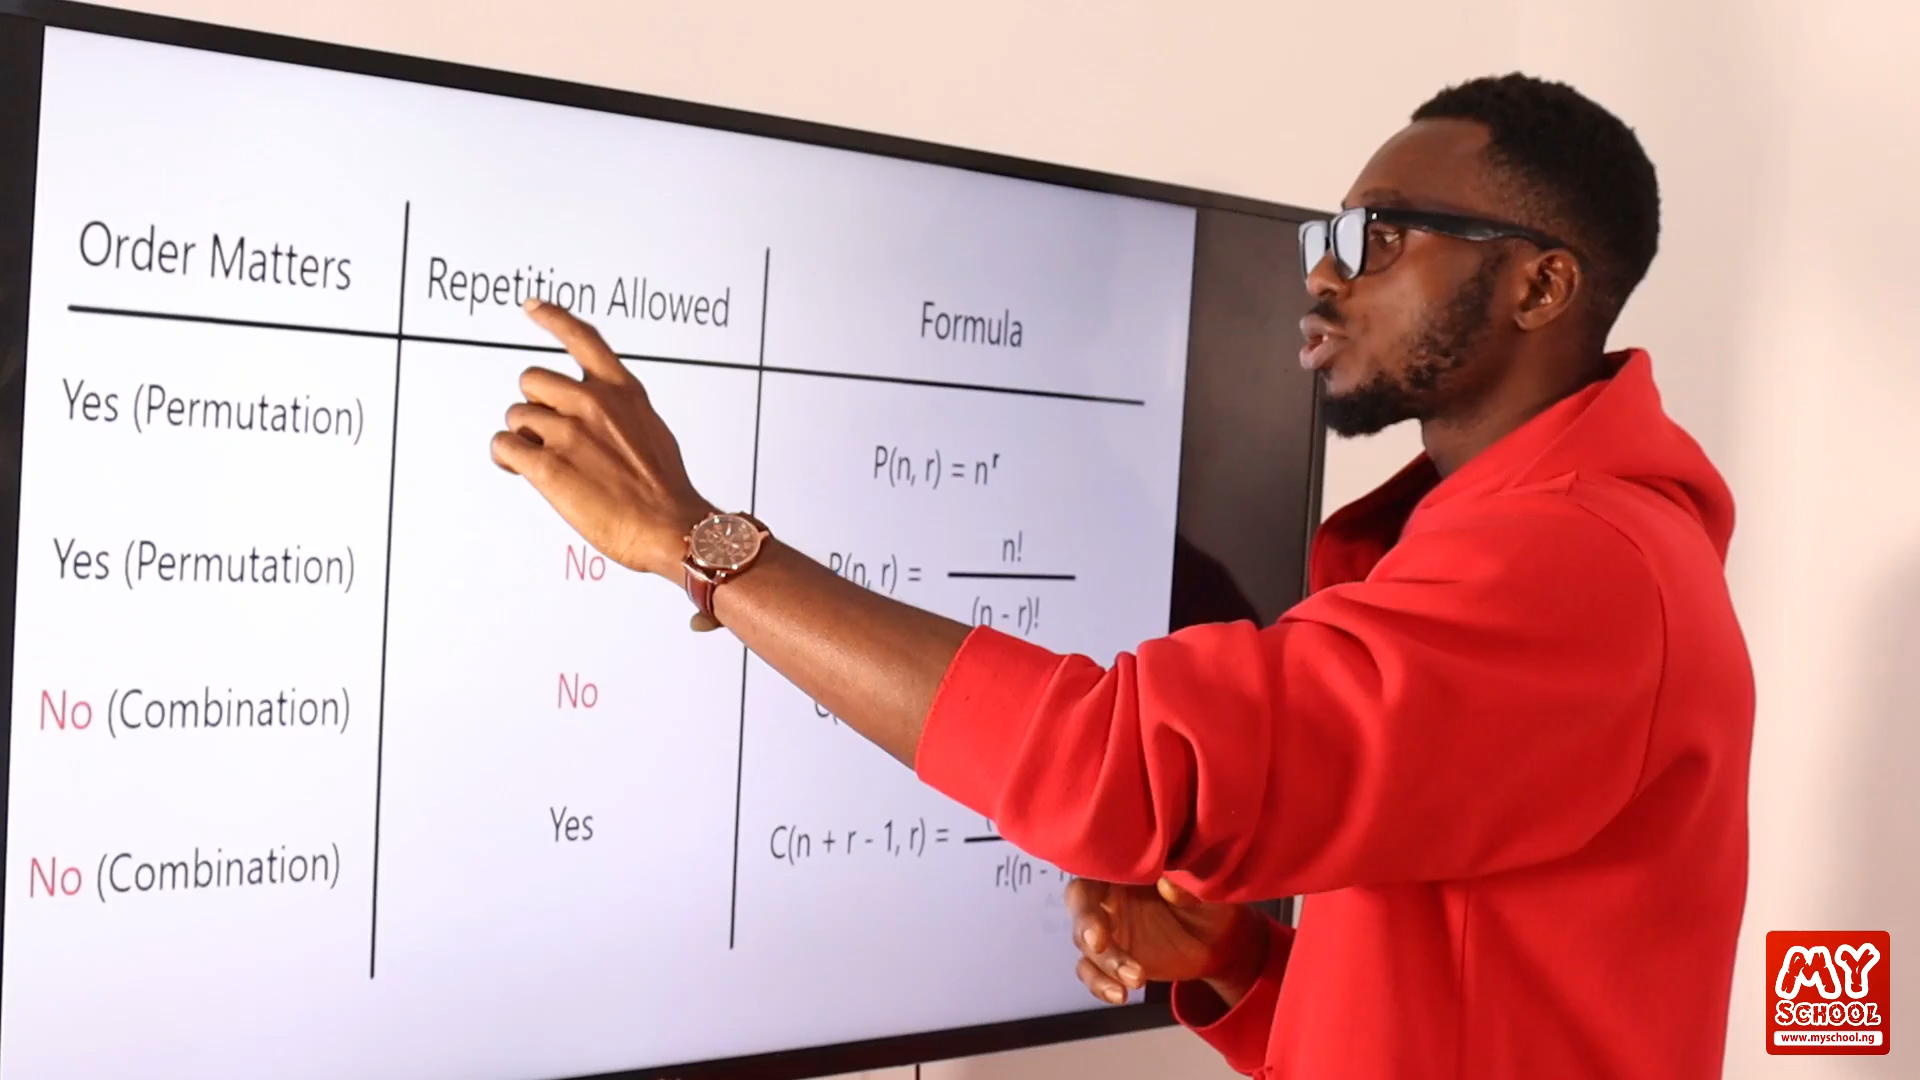 Order Matters
Repetition Allowed
Formula
Yes (Permutation)
P(n, r) = nʳ
Yes (Permutation)
No
P(n, r) =
n!
(n - r)!
No (Combination)
No
No (Combination)
Yes
C(n + r - 1, r) =
r!(n -
MY
SCHOOL
www.myschool.ng